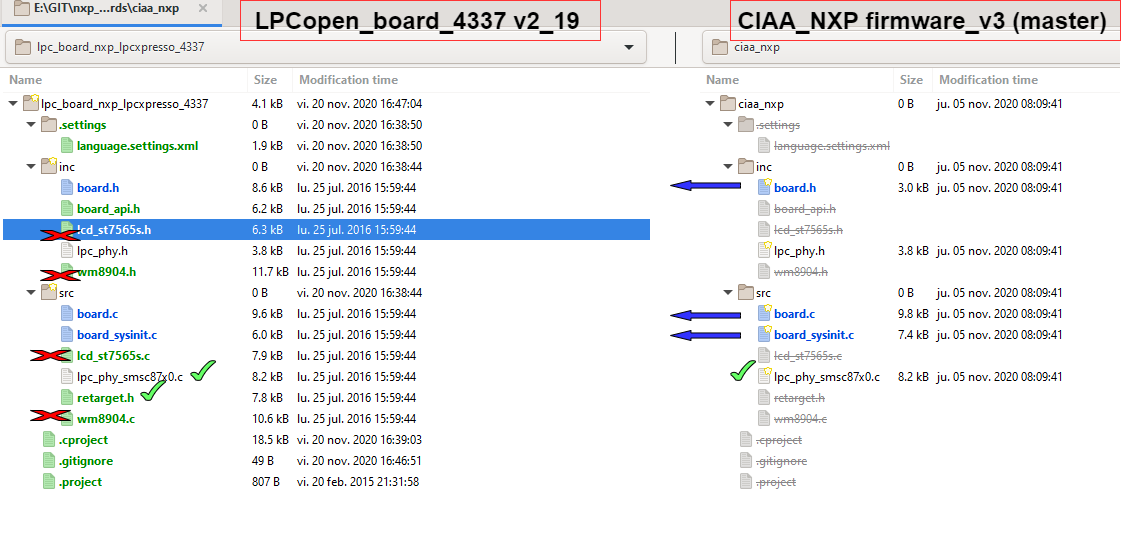 E:\GIT\nxp_...rds\ciaa_nxp
LPCopen_board_4337 v2_19
CIAA_NXP firmware_v3 (master)
lpc_board_nxp_lpcxpresso_4337
ciaa_nxp
Name Size Modification time Name Size Modification time
lpc_board_nxp_lpcxpresso_4337 4.1 kB vi. 20 nov. 2020 16:47:04 ciaa_nxp 0 B ju. 05 nov. 2020 08:09:41
.settings 0 B vi. 20 nov. 2020 16:38:50 .settings
language.settings.xml 1.9 kB vi. 20 nov. 2020 16:38:50 language.settings.xml
inc 0 B vi. 20 nov. 2020 16:38:44 inc 0 B ju. 05 nov. 2020 08:09:41
board.h 8.6 kB lu. 25 jul. 2016 15:59:44 board.h 3.0 kB ju. 05 nov. 2020 08:09:41
board_api.h 6.2 kB lu. 25 jul. 2016 15:59:44 board_api.h
lcd_st7565s.h 6.3 kB lu. 25 jul. 2016 15:59:44 lcd_st7565s.h
lpc_phy.h 3.8 kB lu. 25 jul. 2016 15:59:44 lpc_phy.h 3.8 kB ju. 05 nov. 2020 08:09:41
wm8904.h 11.7 kB lu. 25 jul. 2016 15:59:44 wm8904.h
src 0 B vi. 20 nov. 2020 16:38:44 src 0 B ju. 05 nov. 2020 08:09:41
board.c 9.6 kB lu. 25 jul. 2016 15:59:44 board.c 9.8 kB ju. 05 nov. 2020 08:09:41
board_sysinit.c 6.0 kB lu. 25 jul. 2016 15:59:44 board_sysinit.c 7.4 kB ju. 05 nov. 2020 08:09:41
lcd_st7565s.c 7.9 kB lu. 25 jul. 2016 15:59:44 lcd_st7565s.c
lpc_phy_smsc87x0.c 8.2 kB lu. 25 jul. 2016 15:59:44 lpc_phy_smsc87x0.c 8.2 kB ju. 05 nov. 2020 08:09:41
retarget.h 7.8 kB lu. 25 jul. 2016 15:59:44 retarget.h
wm8904.c 10.6 kB lu. 25 jul. 2016 15:59:44 wm8904.c
.cproject 18.5 kB vi. 20 nov. 2020 16:39:03 .cproject
.gitignore 49 B vi. 20 nov. 2020 16:46:51 .gitignore
.project 807 B vi. 20 feb. 2015 21:31:58 .project